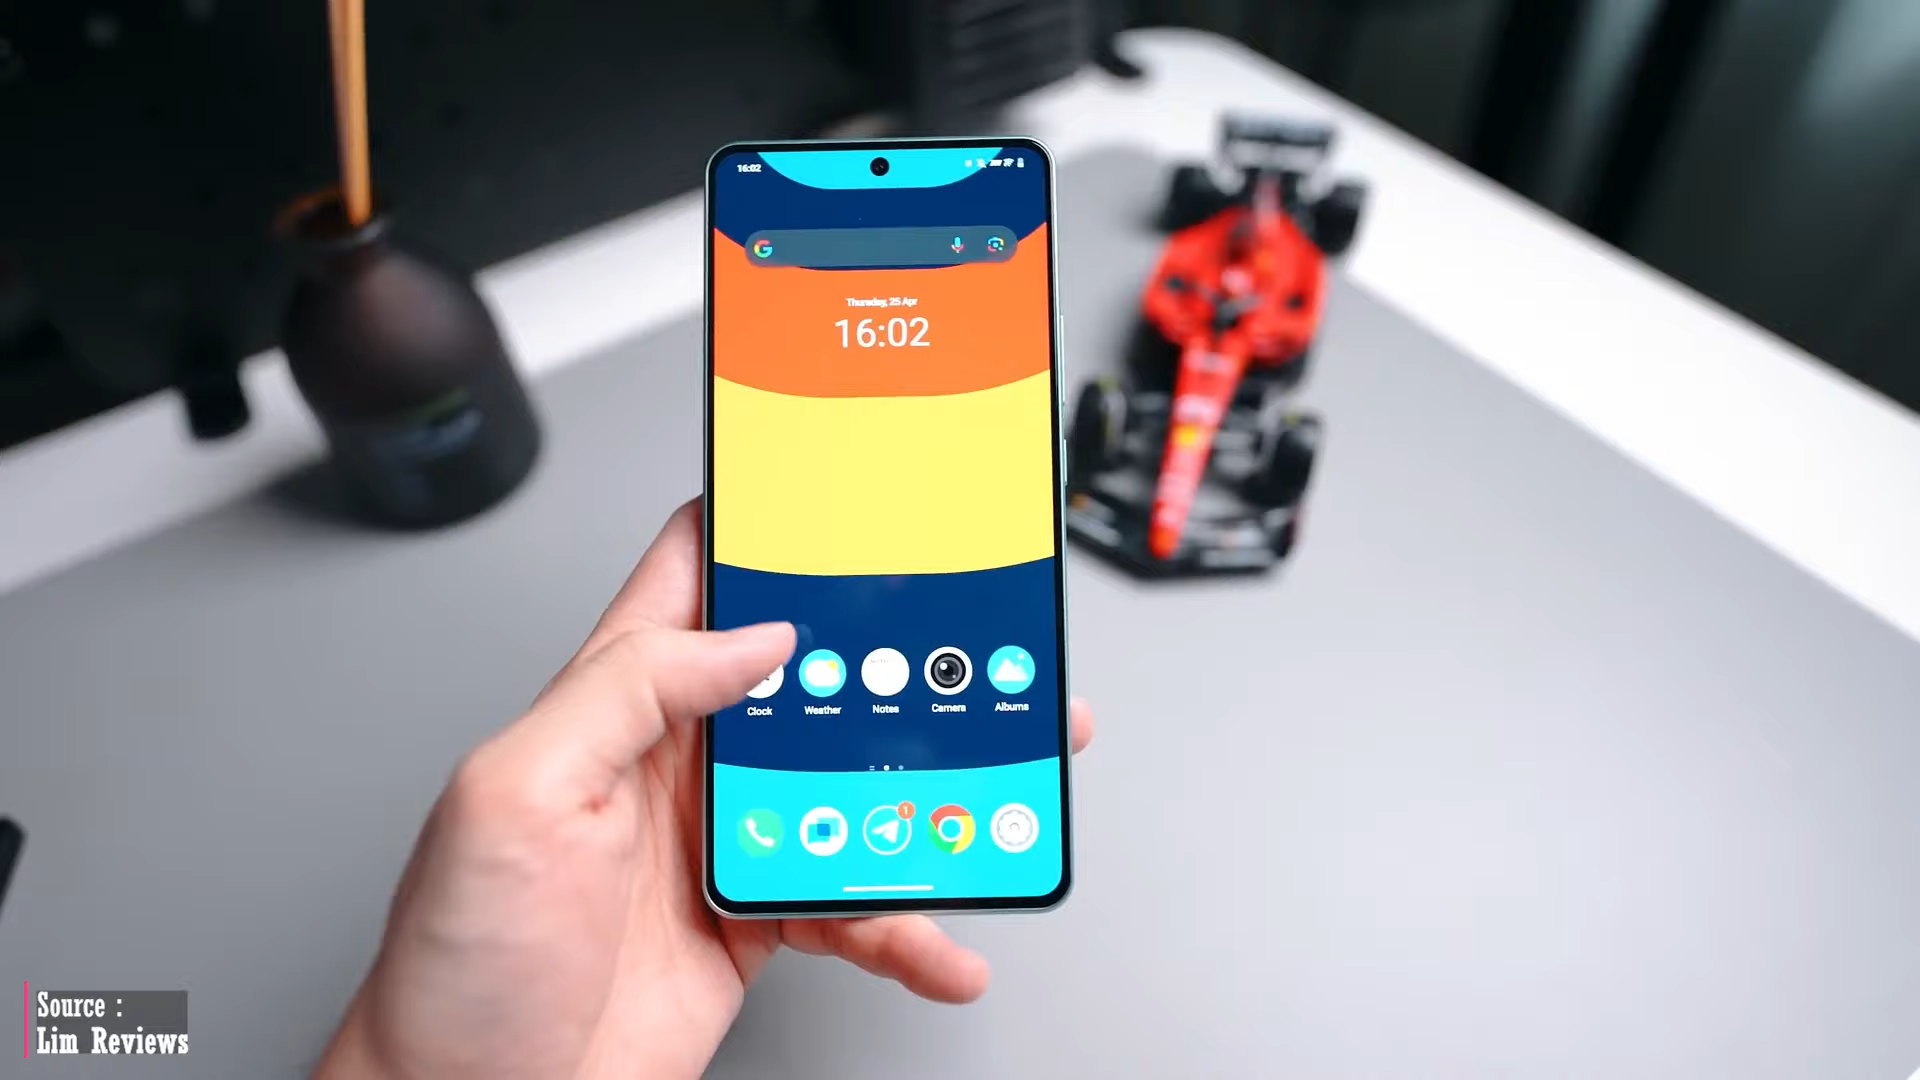 16:02
Thursday, 25 Apr
16:02
Clock
Weather
Notes
Camera
Albums
1
Source :
Lim Reviews